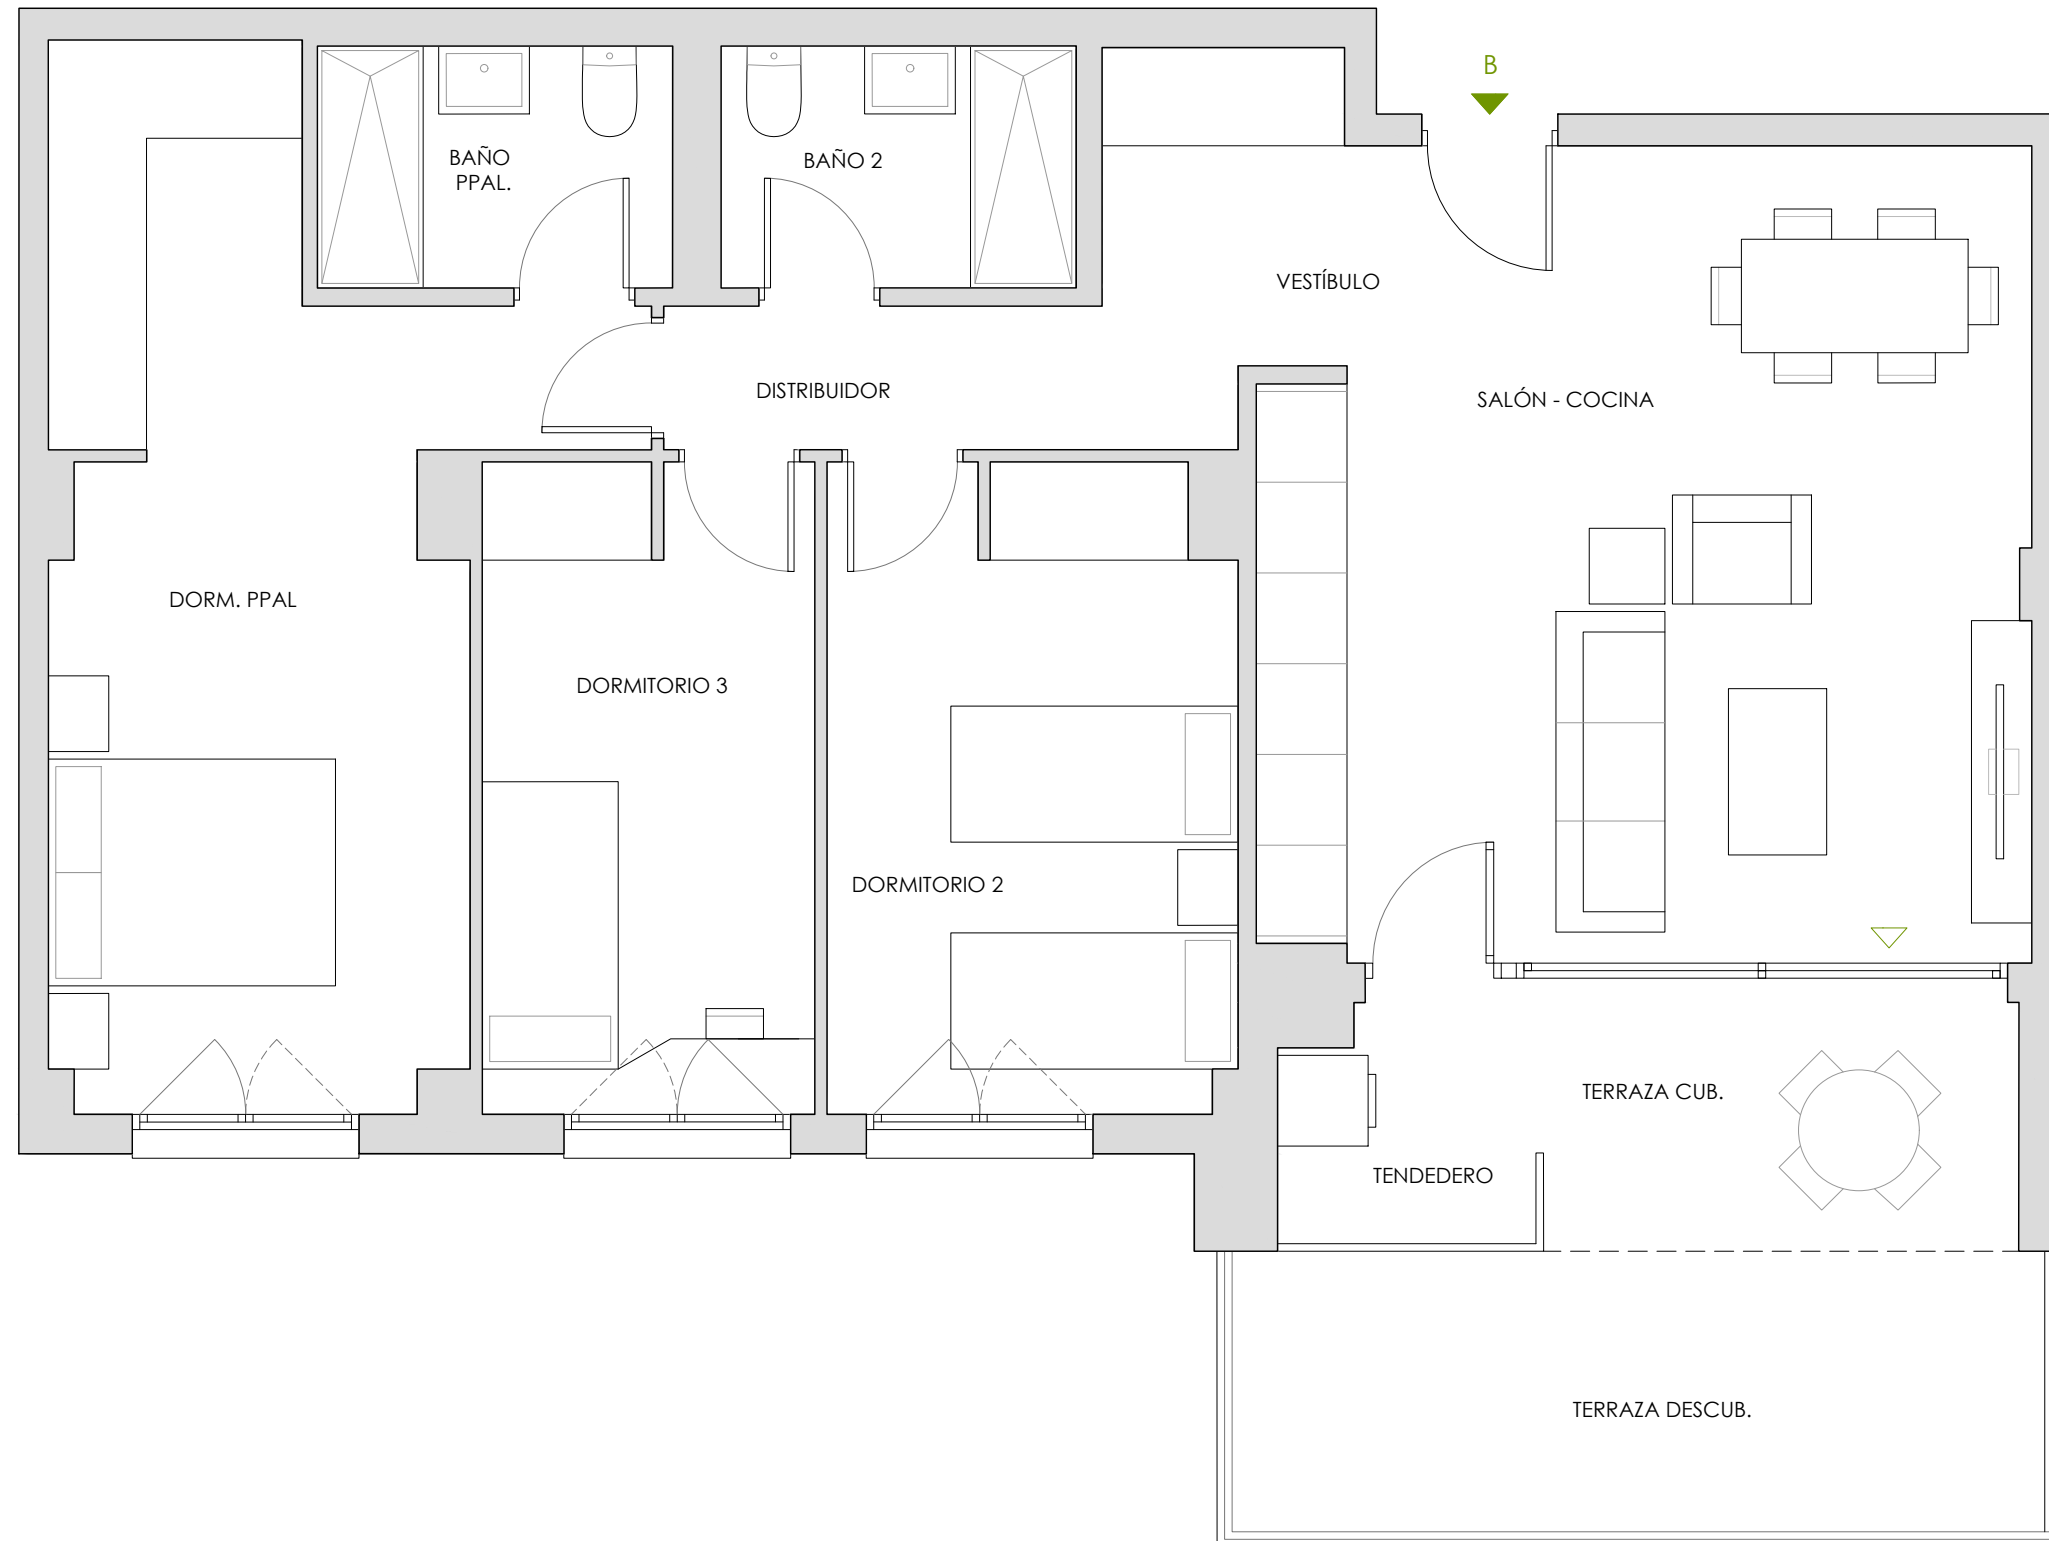 B
BAÑO
PPAL.
BAÑO 2
VESTÍBULO
DISTRIBUIDOR
SALÓN - COCINA
DORM. PPAL
DORMITORIO 3
DORMITORIO 2
TERRAZA CUB.
TENDEDERO
TERRAZA DESCUB.